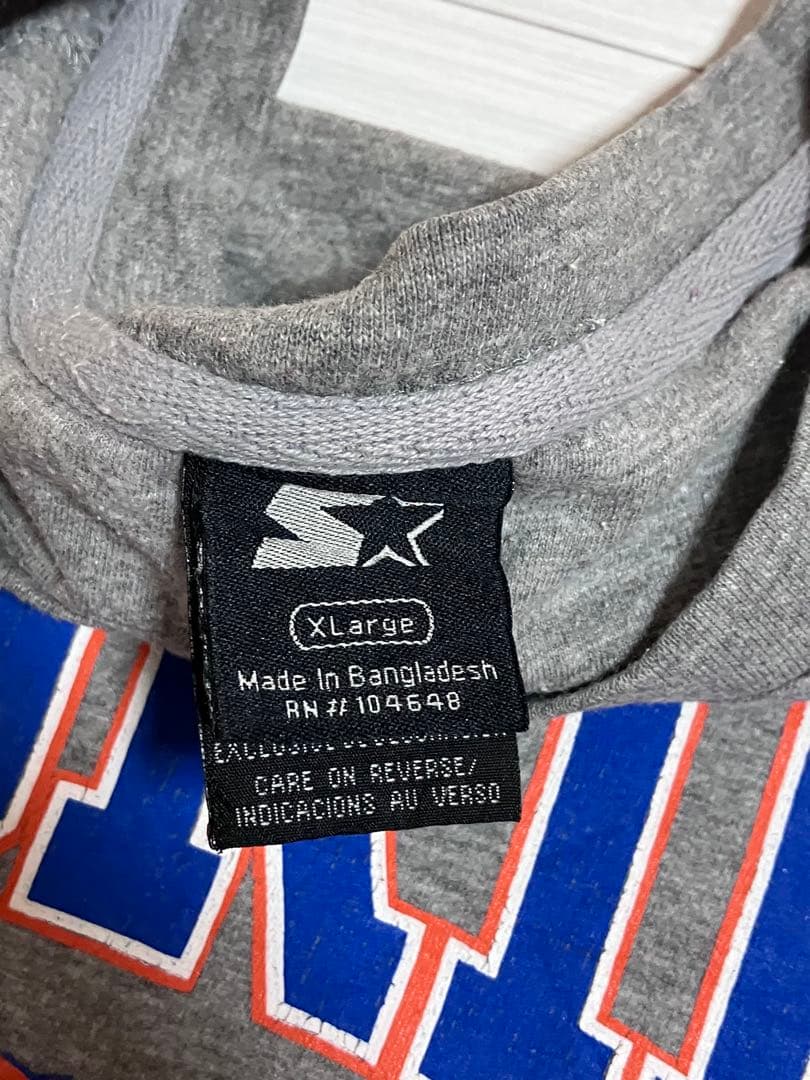 XLarge
Made In Bangladesh
RN # 104648
CARE ON REVERSE/
INDICACIONS AU VERSO